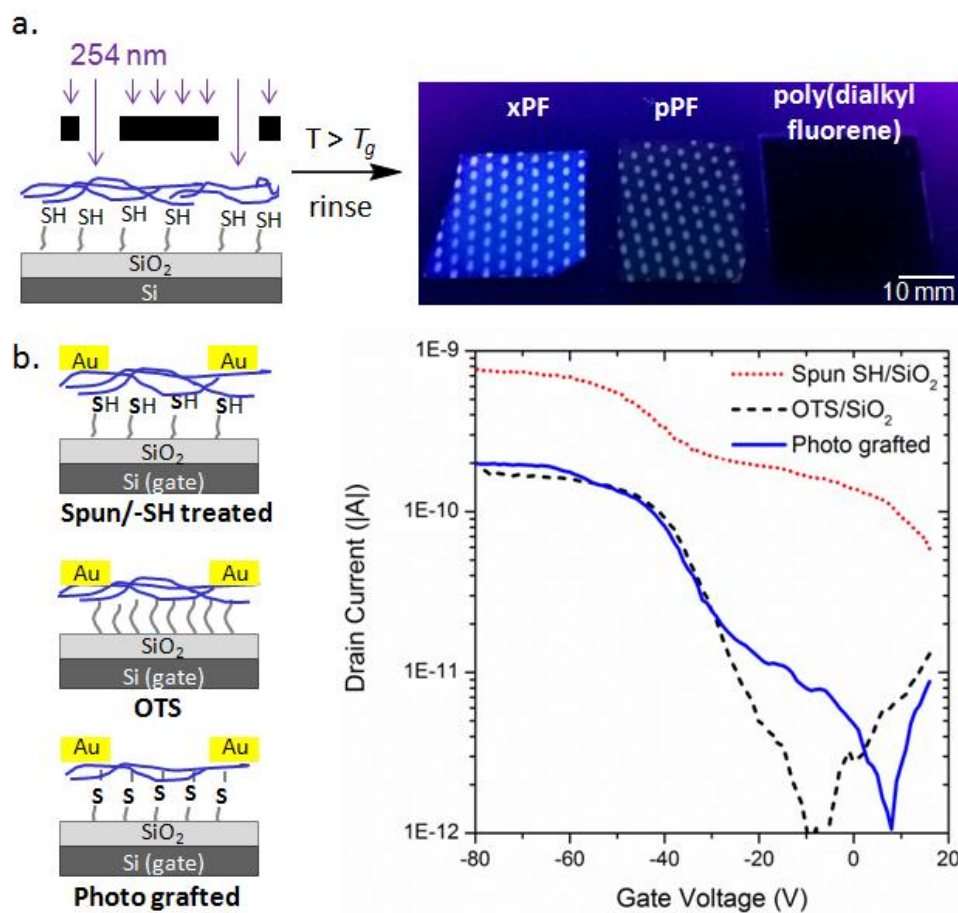 a.
254 nm
SH SH SH SH SH SH
SiO2
Si
T > Tg
rinse
xPF
pPF
poly(dialkyl
fluorene)
10 mm
b.
Au Au
SH SH SH SH
SiO2
Si (gate)
Spun/-SH treated
Au Au
SiO2
Si (gate)
OTS
Au Au
S S S S S
SiO2
Si (gate)
Photo grafted
Drain Current (|A|)
1E-9
1E-10
1E-11
1E-12
Spun SH/SiO2
OTS/SiO2
Photo grafted
-80 -60 -40 -20 0 20
Gate Voltage (V)